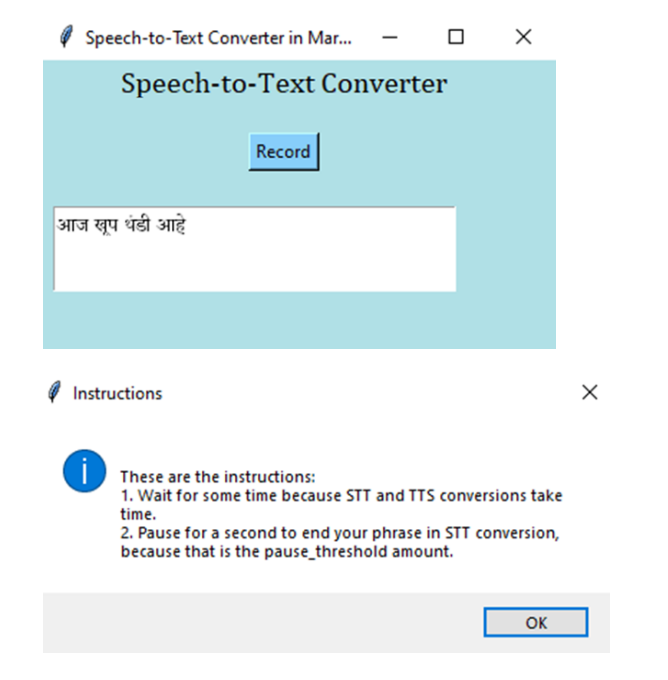 Speech-to-Text Converter in Mar...
Speech-to-Text Converter
Record
आज खूप थंडी आहे
Instructions
These are the instructions:
1. Wait for some time because STT and TTS conversions take
time.
2. Pause for a second to end your phrase in STT conversion,
because that is the pause_threshold amount.
OK